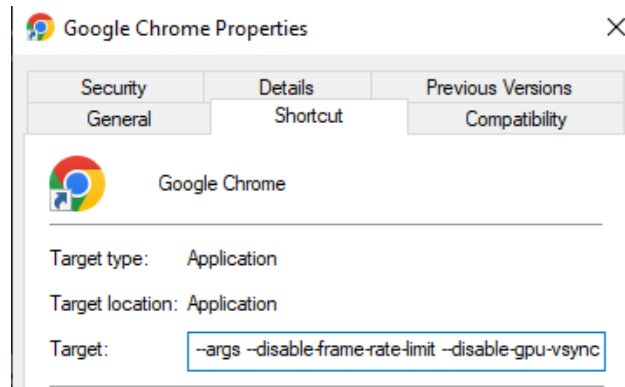 Google Chrome Properties
Security Details Previous Versions
General Shortcut Compatibility
Google Chrome
Target type: Application
Target location: Application
Target: --args --disable-frame-rate-limit --disable-gpu-vsync